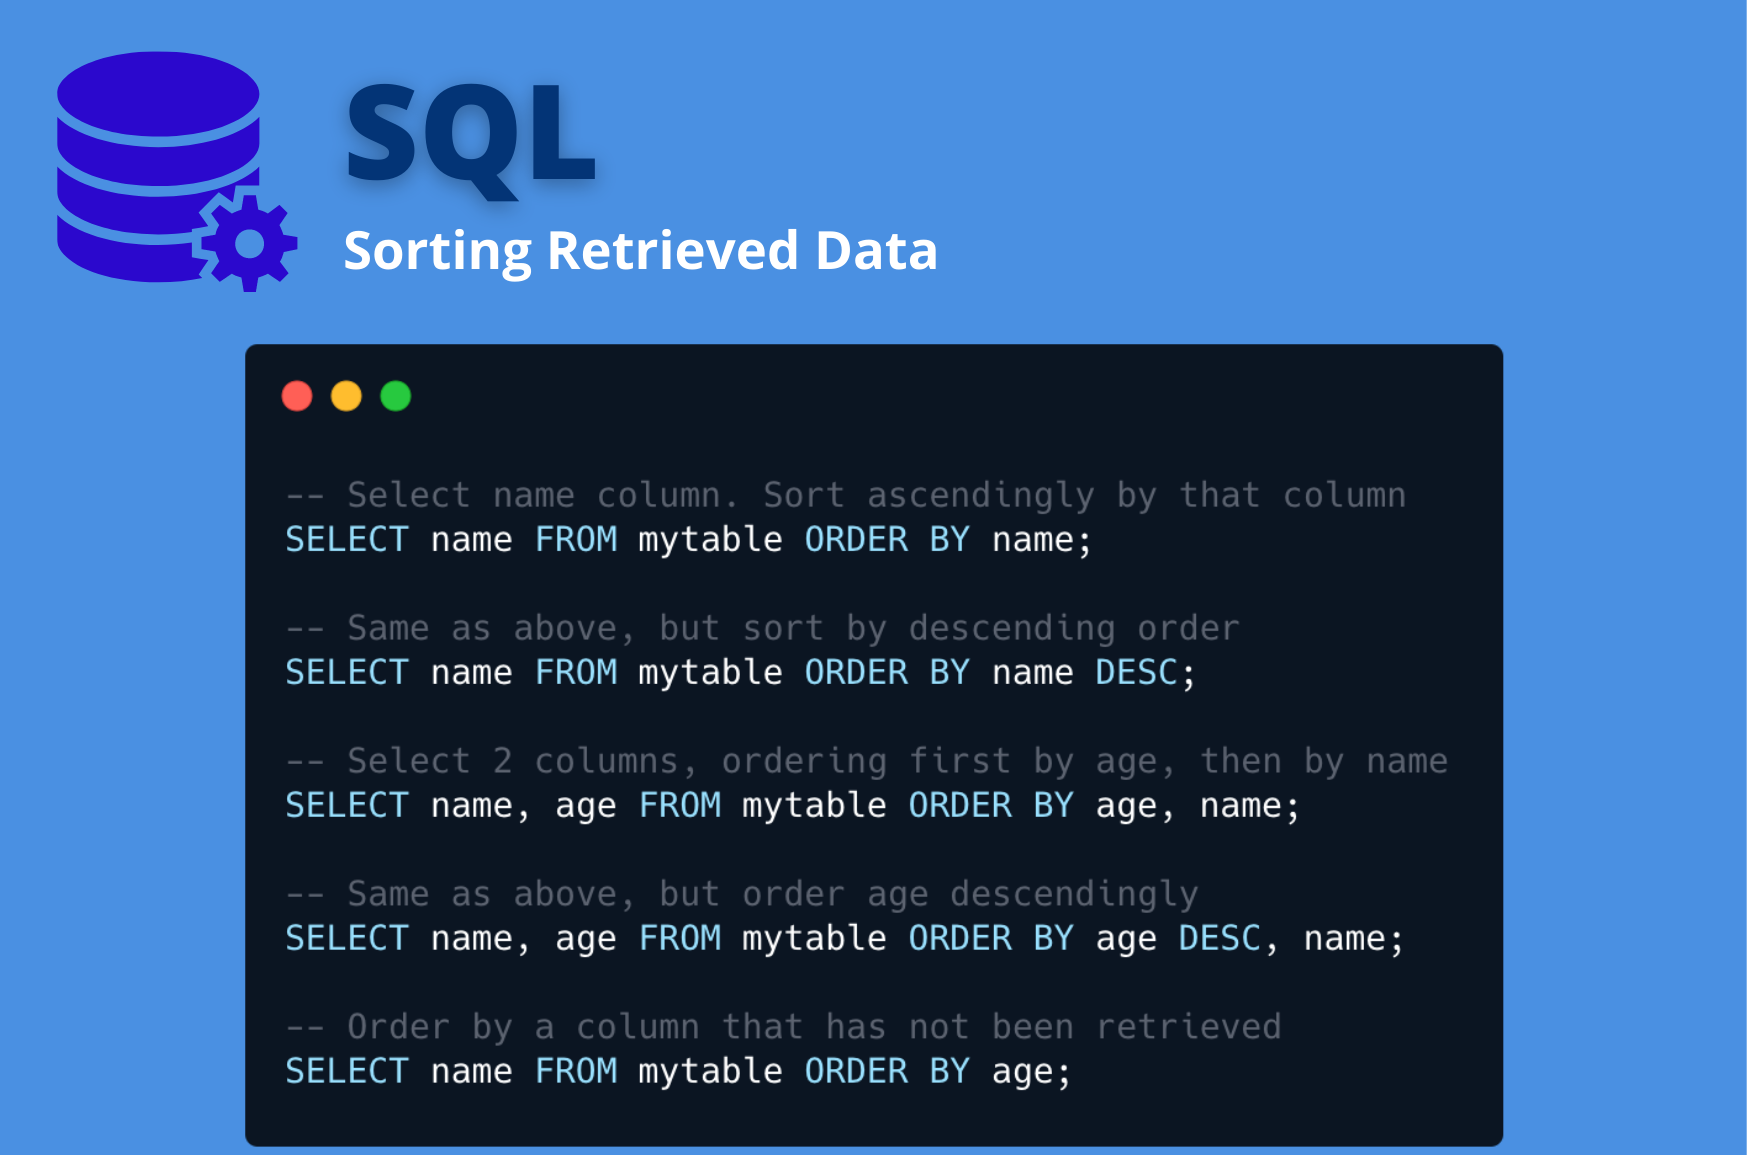 SQL
Sorting Retrieved Data
-- Select name column. Sort ascendingly by that column
SELECT name FROM mytable ORDER BY name;
-- Same as above, but sort by descending order
SELECT name FROM mytable ORDER BY name DESC;
-- Select 2 columns, ordering first by age, then by name
SELECT name, age FROM mytable ORDER BY age, name;
-- Same as above, but order age descendingly
SELECT name, age FROM mytable ORDER BY age DESC, name;
-- Order by a column that has not been retrieved
SELECT name FROM mytable ORDER BY age;